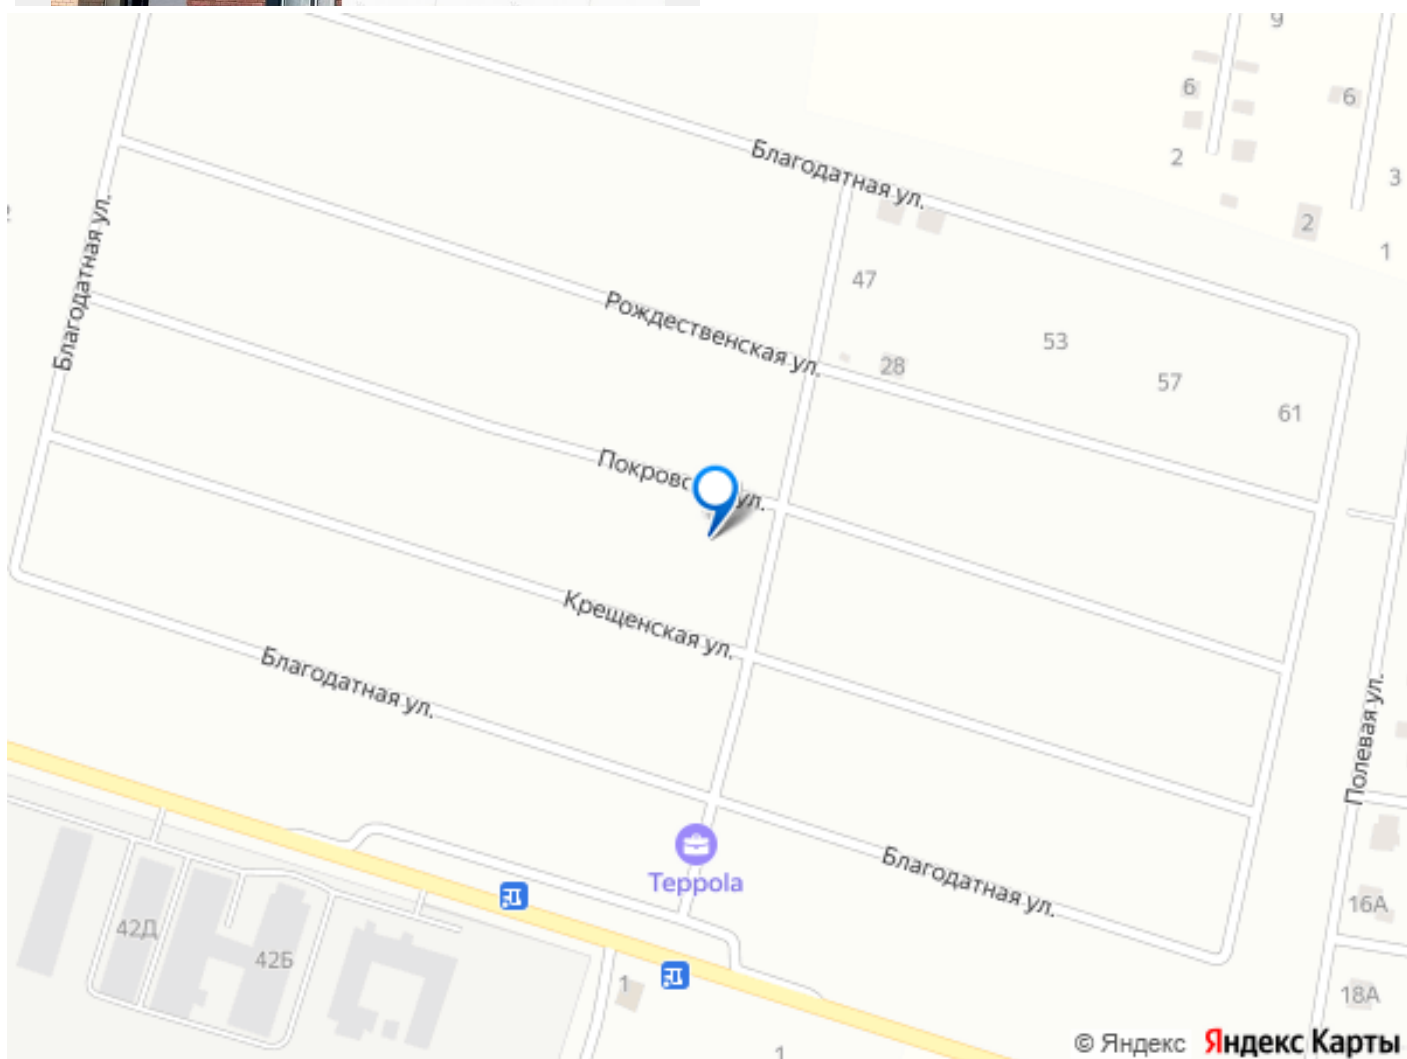 9
6
6
2
Благодатная ул.
3
2
1
Благодатная ул.
47
Рождественская ул.
53
28
57
61
Покровс
ул.
Крещенская ул.
Благодатная ул.
Полевая ул.
Teppola
Благодатная ул.
16А
42Д
42Б
1
18А
1
© Яндекс Яндекс Карты